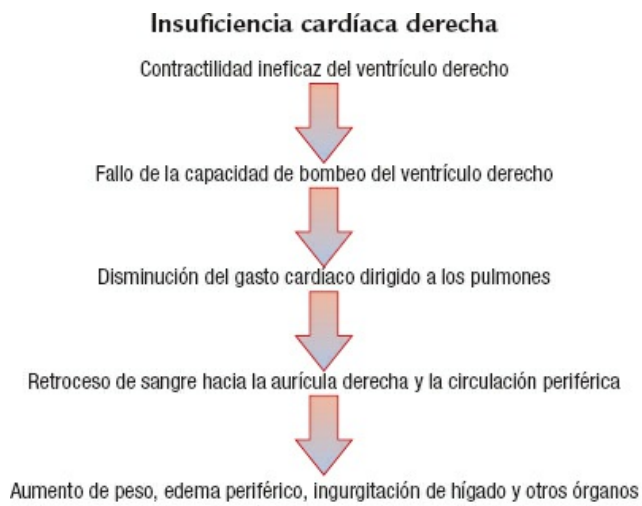 Insuficiencia cardíaca derecha
Contractilidad ineficaz del ventrículo derecho
Fallo de la capacidad de bombeo del ventrículo derecho
Disminución del gasto cardíaco dirigido a los pulmones
Retroceso de sangre hacia la aurícula derecha y la circulación periférica
Aumento de peso, edema periférico, ingurgitación de hígado y otros órganos